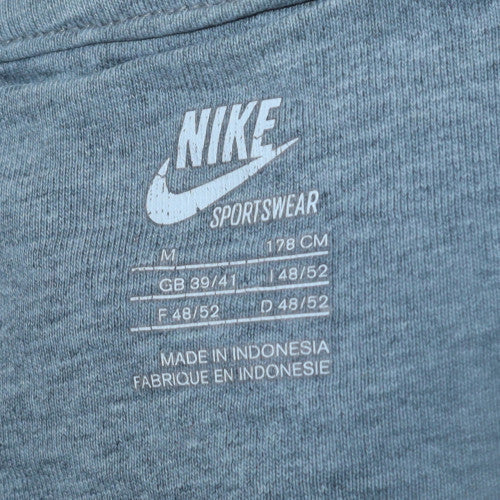 NIKE
SPORTSWEAR
M 178 CM
GB 39/41 I 48/52
F 48/52 D 48/52
MADE IN INDONESIA
FABRIQUE EN INDONESIE